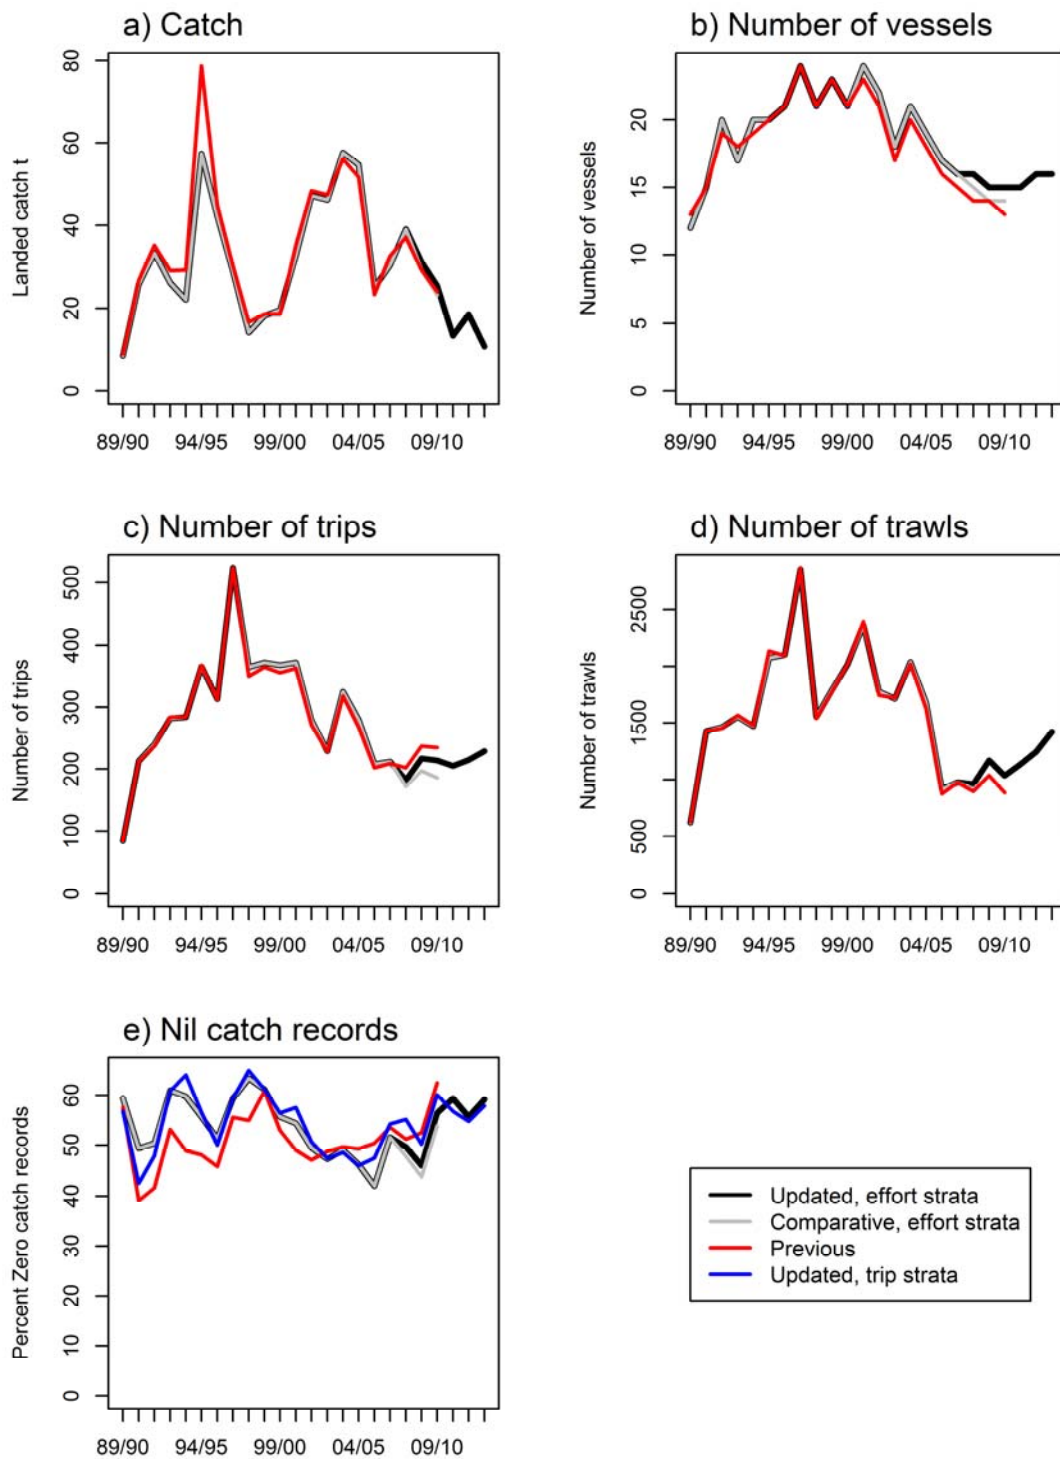 a) Catch
Landed catch t
0 20 40 60 80
89/90 94/95 99/00 04/05 09/10
b) Number of vessels
Number of vessels
0 5 10 15 20
89/90 94/95 99/00 04/05 09/10
c) Number of trips
Number of trips
0 100 200 300 400 500
89/90 94/95 99/00 04/05 09/10
d) Number of trawls
Number of trawls
0 500 1500 2500
89/90 94/95 99/00 04/05 09/10
e) Nil catch records
Percent Zero catch records
0 10 20 30 40 50 60
89/90 94/95 99/00 04/05 09/10
Updated, effort strata
Comparative, effort strata
Previous
Updated, trip strata